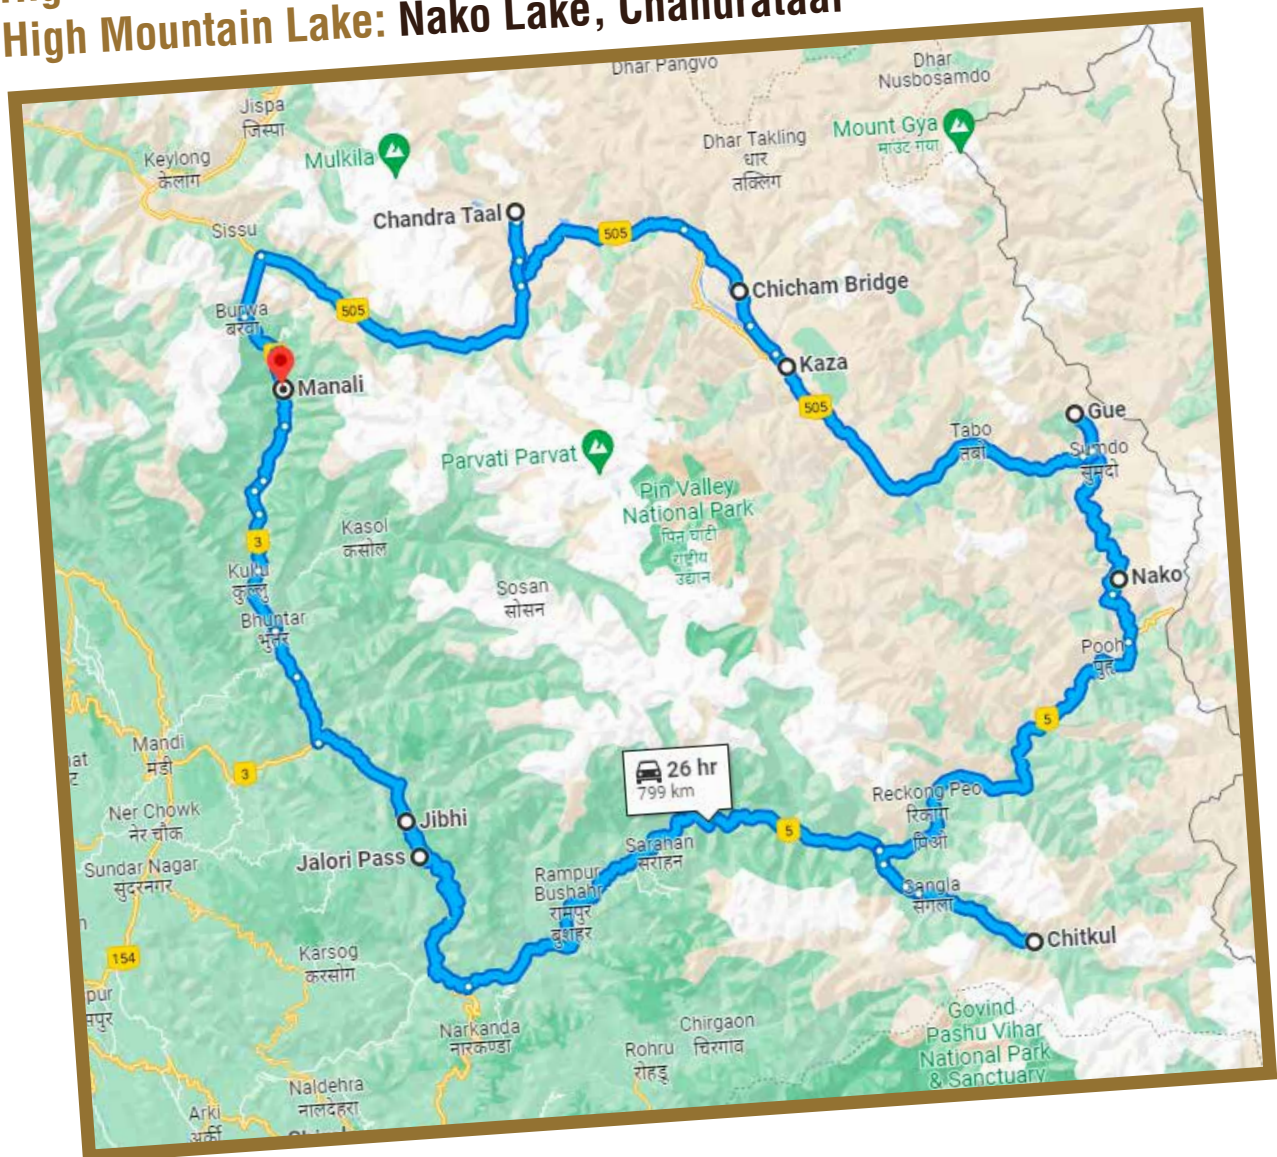 High Mountain Lake: Nako Lake, Chandrataal
Dhar Pangvo
Dhar
Nusbosamdo
Jispa
जिस्पा
Mount Gya
माउंट गया
Dhar Takling
धार
तक्लिंग
Keylong
केलांग
Mulkila
Chandra Taal
Sissu
505
Chicham Bridge
Burwa
बरवा
505
Kaza
Manali
505
Gue
Tabo
तबो
Sumdo
सुमदो
Parvati Parvat
Pin Valley
National Park
पिन घाटी
राष्ट्रीय
उद्यान
Kasol
कसोल
3
Kullu
कुल्लू
Sosan
सोसन
Nako
Bhuntar
भुंतर
Pooh
पूह
5
Mandi
मंडी
3
26 hr
799 km
Reckong Peo
रिकांग
पिओ
Ner Chowk
नेर चौक
Jibhi
5
Sarahan
सराहन
Jalori Pass
Sundar Nagar
सुंदरनगर
Rampur
Bushahr
रामपुर
बुशहर
Sangla
सांगला
Chitkul
154
Karsog
करसोग
pur
Narkanda
नारकण्डा
Chirgaon
चिरगांव
Rohru
रोहड़ू
Govind
Pashu Vihar
National Park
& Sanctuary
Naldehra
नालदेहरा
Arki
अर्की